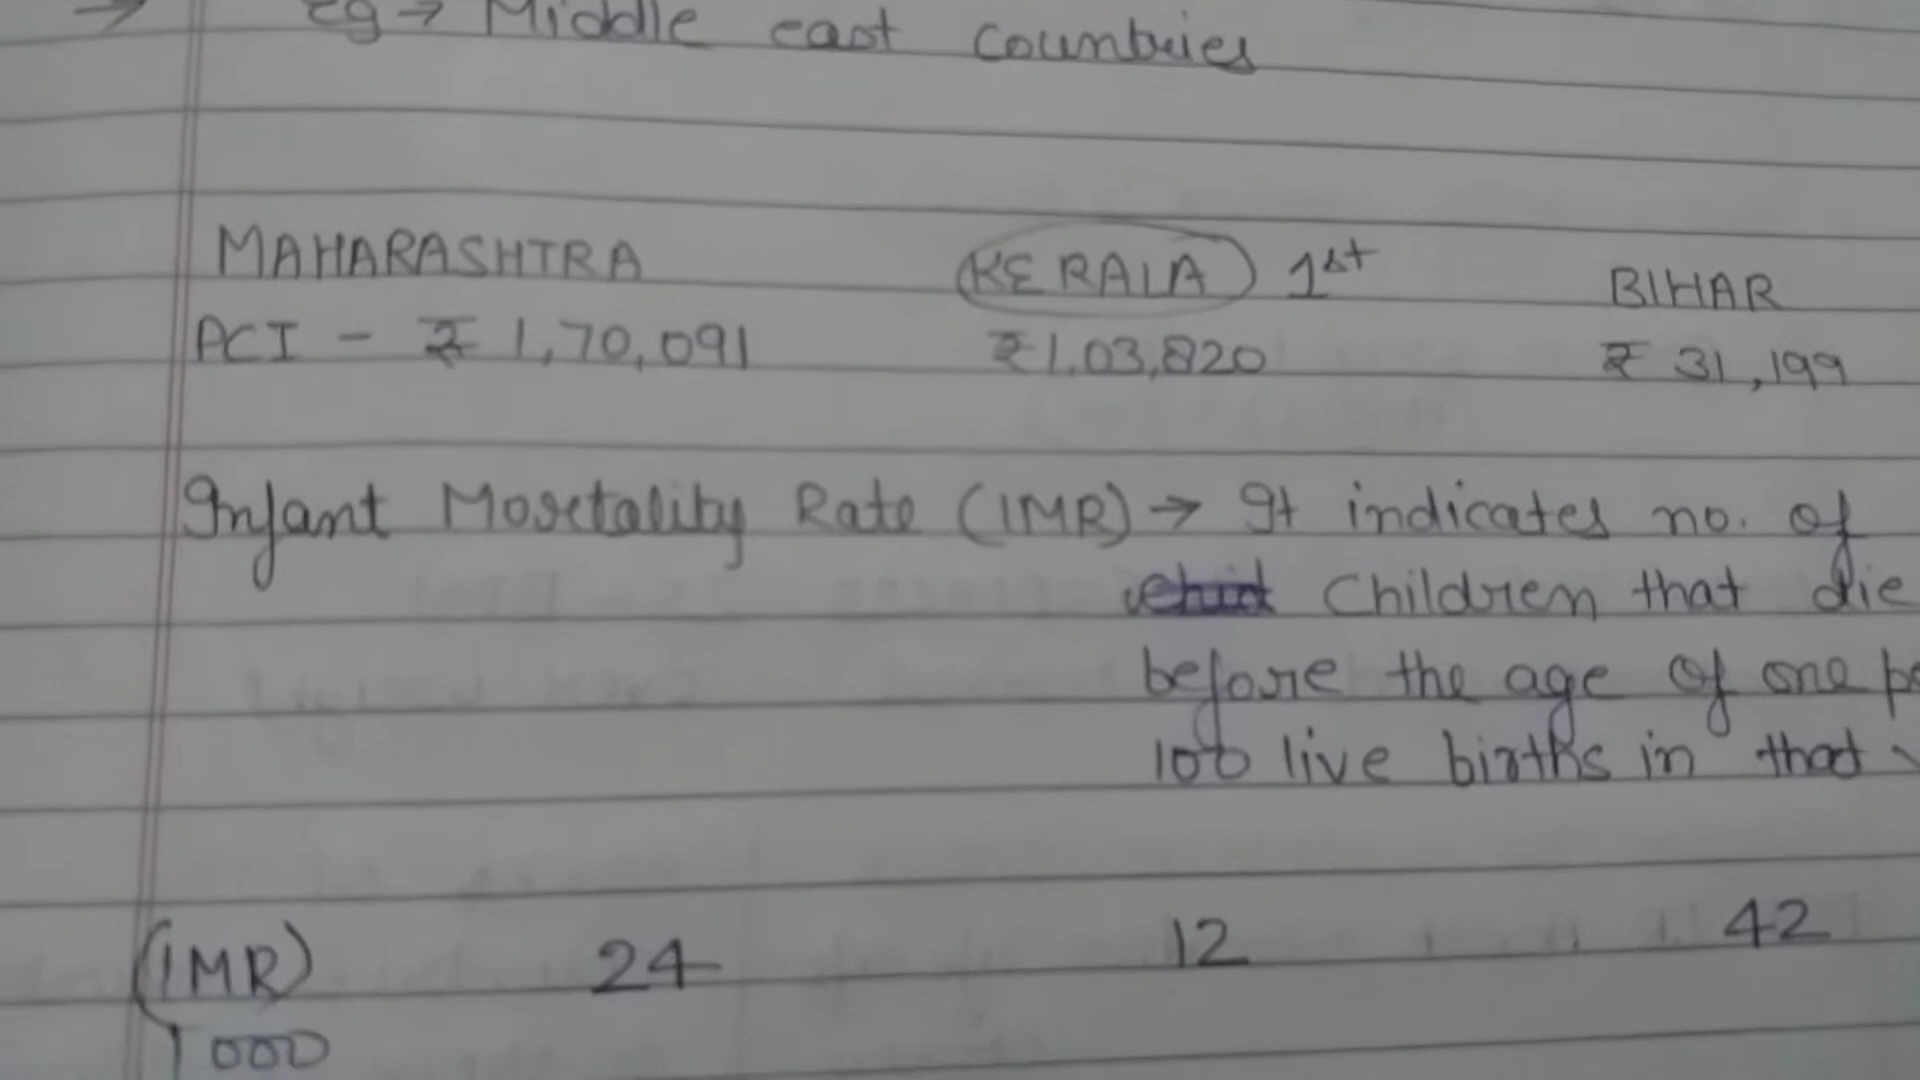 → Eg → Middle east countries
MAHARASHTRA KERALA 1st BIHAR
PCI - ₹ 1,70,091 ₹1,03,820 ₹ 31,199
Infant Mortality Rate (IMR) → It indicates no. of
Children that die
before the age of one
100 live births in that
(IMR) 24 12 42
1000